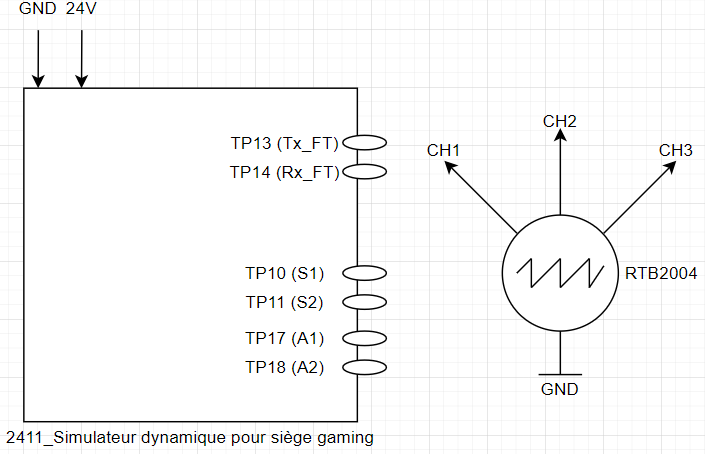 GND 24V
TP13 (Tx_FT)
TP14 (Rx_FT)
TP10 (S1)
TP11 (S2)
TP17 (A1)
TP18 (A2)
2411_Simulateur dynamique pour siège gaming
CH1
CH2
CH3
RTB2004
GND